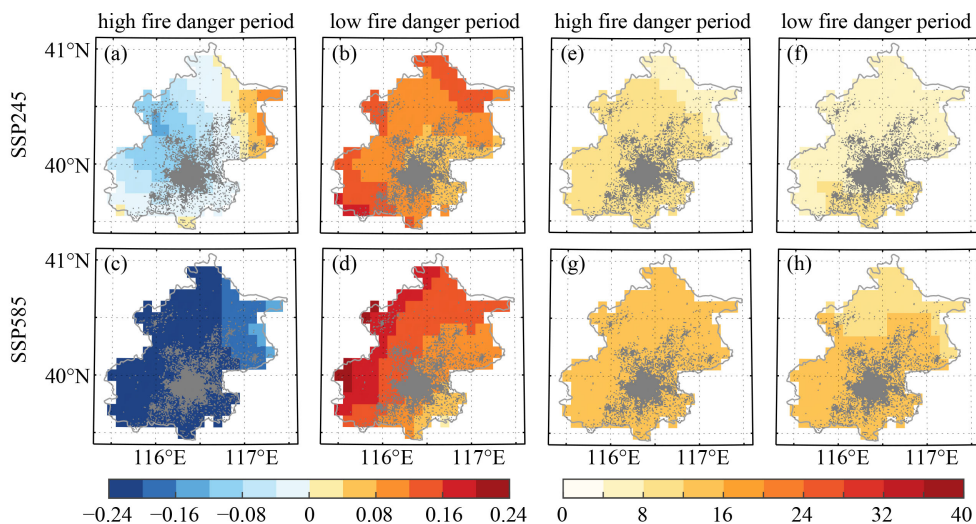 high fire danger period low fire danger period high fire danger period low fire danger period
41°N (a) (b) (e) (f)
SSP245
40°N
41°N (c) (d) (g) (h)
SSP585
40°N
116°E 117°E 116°E 117°E 116°E 117°E 116°E 117°E
−0.24 −0.16 −0.08 0 0.08 0.16 0.24 0 8 16 24 32 40